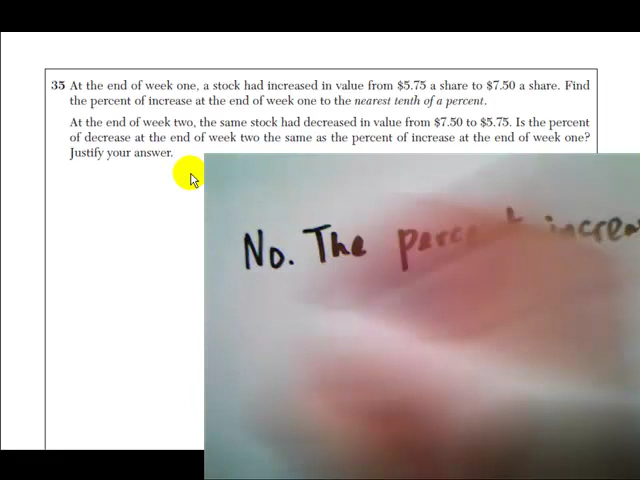 35 At the end of week one, a stock had increased in value from $5.75 a share to $7.50 a share. Find
the percent of increase at the end of week one to the nearest tenth of a percent.
At the end of week two, the same stock had decreased in value from $7.50 to $5.75. Is the percent
of decrease at the end of week two the same as the percent of increase at the end of week one?
Justify your answer.
No. The percent increa